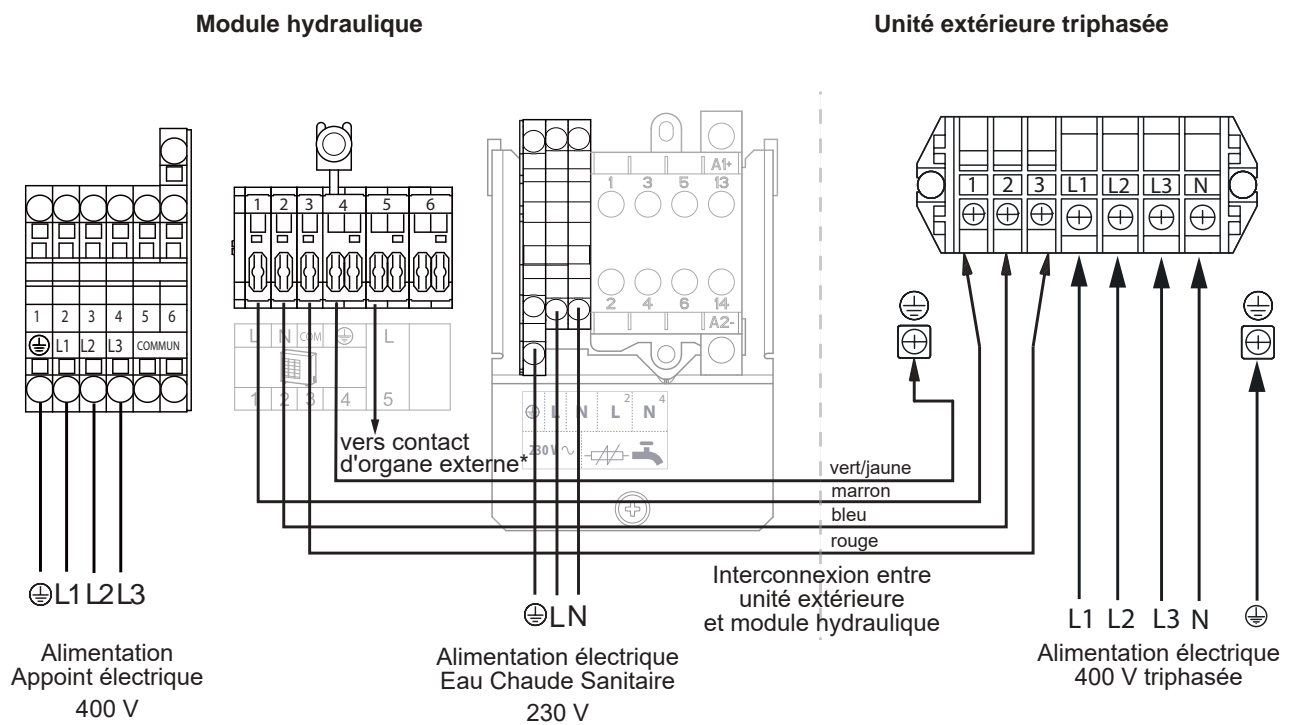 Module hydraulique
Unité extérieure triphasée
1 2 3 4 5 6
L1 L2 L3 COMMUN
L1 L2 L3
Alimentation
Appoint électrique
400 V
1 2 3 4 5 6
L N COM L
1 2 3 4 5
vers contact
d'organe externe*
A1+
1 3 5 13
2 4 6 14
A2-
L N L 2 N 4
230 V
L N
Alimentation électrique
Eau Chaude Sanitaire
230 V
vert/jaune
marron
bleu
rouge
Interconnexion entre
unité extérieure
et module hydraulique
1 2 3 L1 L2 L3 N
L1 L2 L3 N
Alimentation électrique
400 V triphasée